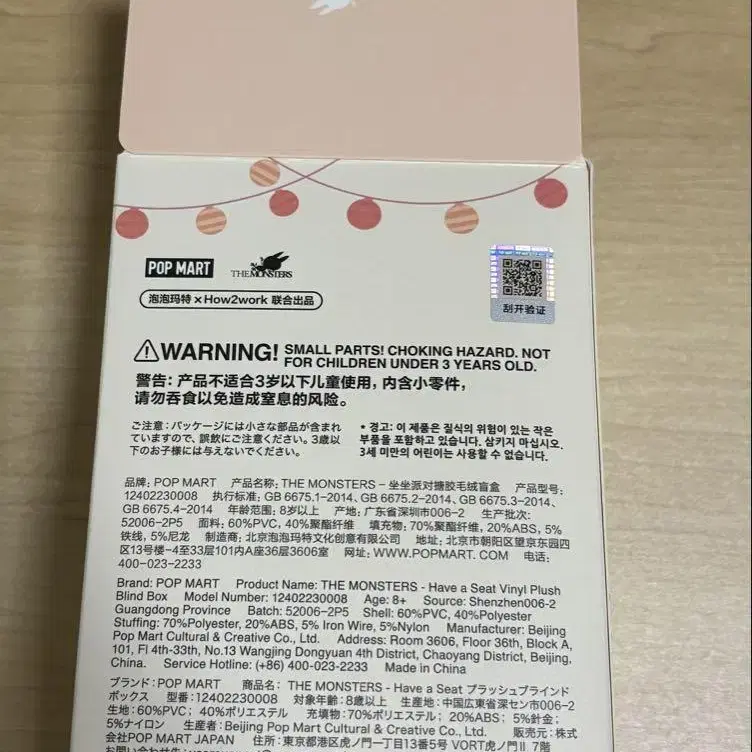 POP MART
THE MONSTERS
泡泡玛特 × How2work 联合出品
刮开验证
WARNING! SMALL PARTS! CHOKING HAZARD. NOT
FOR CHILDREN UNDER 3 YEARS OLD.
警告：产品不适合3岁以下儿童使用，内含小零件，
请勿吞食以免造成窒息的风险。
ご注意：パッケージには小さな部品が含まれ
ていますので、誤飲にご注意ください。3歳以
下のお子様には与えないでください。
* 경고: 이 제품은 질식의 위험이 있는 작은
부품을 포함하고 있습니다. 삼키지 마십시오.
3세 미만의 어린이는 사용할 수 없습니다.
品牌：POP MART 产品名称：THE MONSTERS - 坐坐派对搪胶毛绒盲盒 产品型号：
12402230008 执行标准：GB 6675.1-2014、GB 6675.2-2014、GB 6675.3-2014、
GB 6675.4-2014 年龄范围：8岁以上 产地：广东省深圳市006-2 生产批次：
52006-2P5 面料：60%PVC, 40%聚酯纤维 填充物：70%聚酯纤维, 20%ABS, 5%
铁线, 5%尼龙 制造商：北京泡泡玛特文化创意有限公司 地址：北京市朝阳区望京东园四
区13号楼-4至33层101内A座36层3606室 网址：WWW.POPMART.COM 电话：
400-023-2233
Brand: POP MART Product Name: THE MONSTERS - Have a Seat Vinyl Plush
Blind Box Model Number: 12402230008 Age: 8+ Source: Shenzhen006-2
Guangdong Province Batch: 52006-2P5 Shell: 60%PVC, 40%Polyester
Stuffing: 70%Polyester, 20%ABS, 5% Iron Wire, 5%Nylon Manufacturer: Beijing
Pop Mart Cultural & Creative Co., Ltd. Address: Room 3606, Floor 36th, Block A,
101, Fl 4th-33th, No.13 Wangjing Dongyuan 4th District, Chaoyang District, Beijing,
China. Service Hotline: (+86) 400-023-2233 Made in China
ブランド：POP MART 商品名： THE MONSTERS - Have a Seat プラッシュブラインド
ボックス 型番：12402230008 対象年齢：8歳以上 生産地：中国広東省深セン市006-2
生地：60%PVC；40%ポリエステル 充填物：70%ポリエステル；20%ABS；5%針金；
5%ナイロン 生産者：Beijing Pop Mart Cultural & Creative Co., Ltd. 販売元：株式
会社POP MART JAPAN 住所：東京都港区虎ノ門一丁目13番5号 VORT虎ノ門Ⅱ 7階